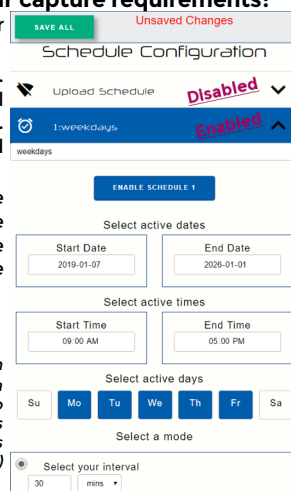 r capture requirements!
SAVE ALL
Unsaved Changes
Schedule Configuration
Upload Schedule
Disabled
1:weekdays
Enabled
weekdays
ENABLE SCHEDULE 1
Select active dates
Start Date
End Date
2019-01-07
2026-01-01
Select active times
Start Time
End Time
09:00 AM
05:00 PM
Select active days
Su Mo Tu We Th Fr Sa
Select a mode
Select your interval
30 mins